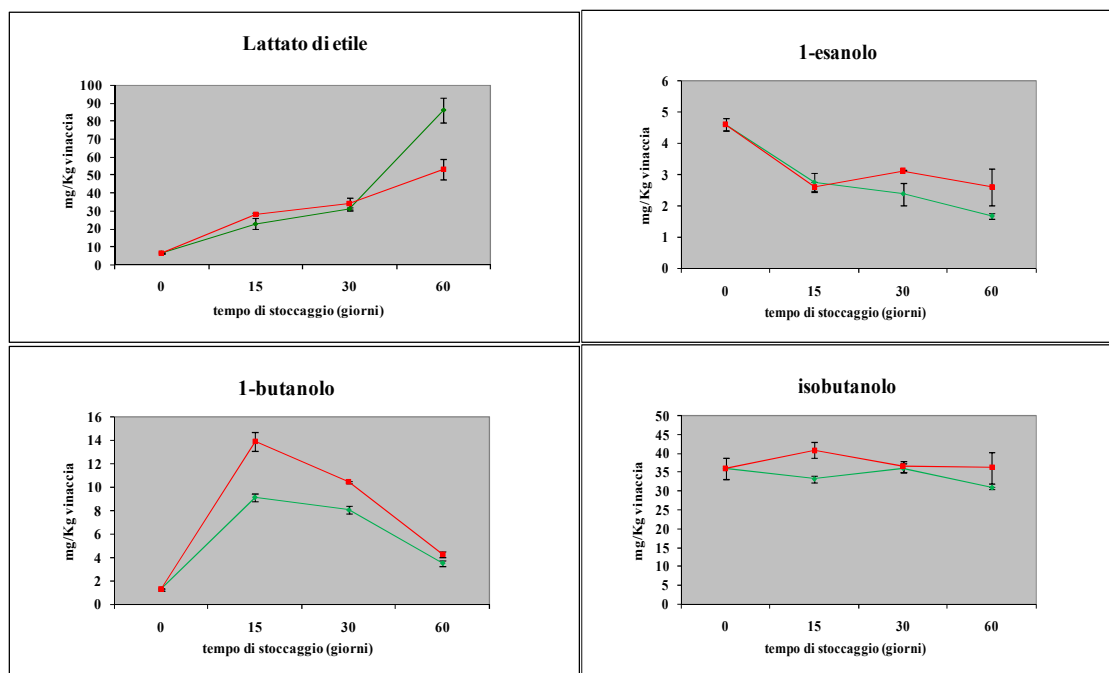 Lattato di etile
mg/Kg vinaccia
100
90
80
70
60
50
40
30
20
10
0
0 15 30 60
tempo di stoccaggio (giorni)
1-esanolo
mg/Kg vinaccia
6
5
4
3
2
1
0
0 15 30 60
tempo di stoccaggio (giorni)
1-butanolo
mg/Kg vinaccia
16
14
12
10
8
6
4
2
0
0 15 30 60
tempo di stoccaggio (giorni)
isobutanolo
mg/Kg vinaccia
50
45
40
35
30
25
20
15
10
5
0
0 15 30 60
tempo di stoccaggio (giorni)